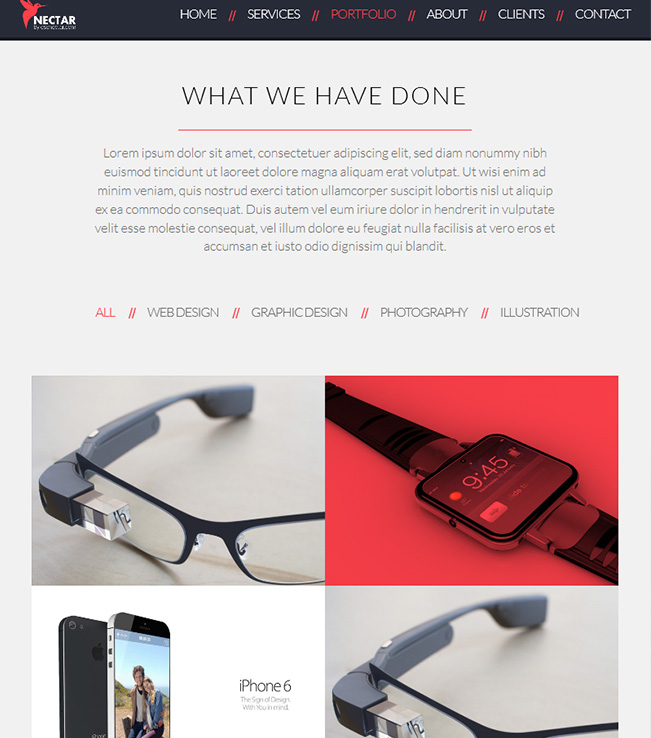 NECTAR
HOME // SERVICES // PORTFOLIO // ABOUT // CLIENTS // CONTACT
WHAT WE HAVE DONE
Lorem ipsum dolor sit amet, consectetuer adipiscing elit, sed diam nonummy nibh
euismod tincidunt ut laoreet dolore magna aliquam erat volutpat. Ut wisi enim ad
minim veniam, quis nostrud exerci tation ullamcorper suscipit lobortis nisl ut aliquip
ex ea commodo consequat. Duis autem vel eum iriure dolor in hendrerit in vulputate
velit esse molestie consequat, vel illum dolore eu feugiat nulla facilisis at vero eros et
accumsan et iusto odio dignissim qui blandit.
ALL // WEB DESIGN // GRAPHIC DESIGN // PHOTOGRAPHY // ILLUSTRATION
9:45
iPhone 6
The Sign of Design.
With You in mind.